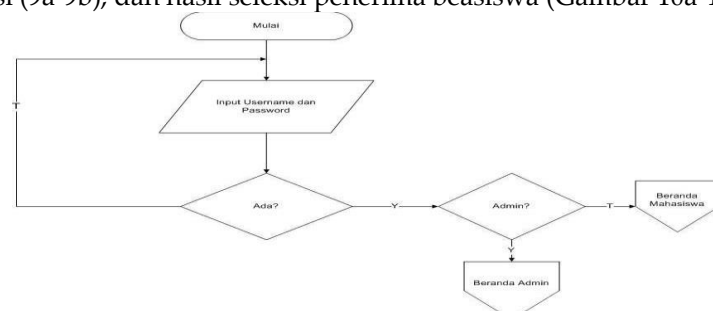 si (9a-9b), dan hasil seleksi penerima beasiswa (Gambar 10a-1
Mulai
T
Input Username dan
Password
Ada?
Y
Admin?
T
Beranda
Mahasiswa
Y
Beranda Admin